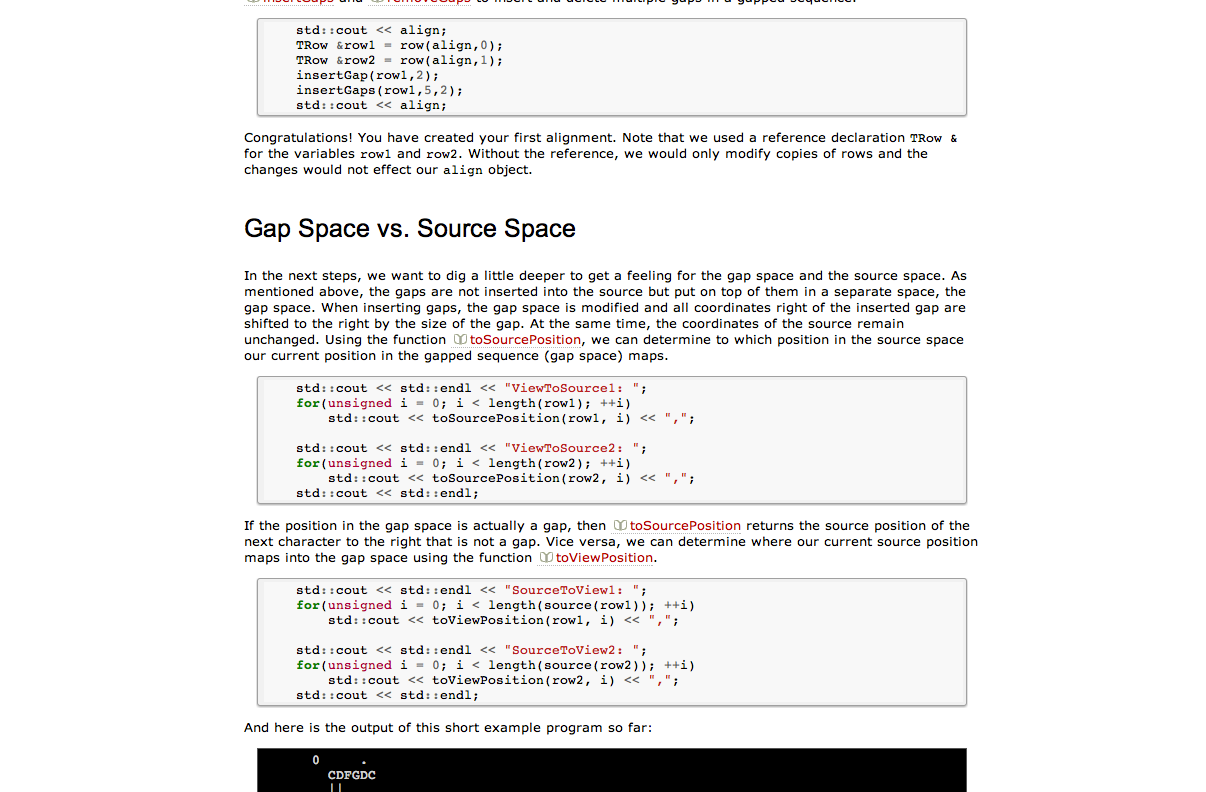 insertGaps and removeGaps to insert and delete multiple gaps in a gapped sequence.
std::cout << align;
TRow &row1 = row(align,0);
TRow &row2 = row(align,1);
insertGap(row1,2);
insertGaps(row1,5,2);
std::cout << align;
Congratulations! You have created your first alignment. Note that we used a reference declaration TRow &
for the variables row1 and row2. Without the reference, we would only modify copies of rows and the
changes would not effect our align object.
Gap Space vs. Source Space
In the next steps, we want to dig a little deeper to get a feeling for the gap space and the source space. As
mentioned above, the gaps are not inserted into the source but put on top of them in a separate space, the
gap space. When inserting gaps, the gap space is modified and all coordinates right of the inserted gap are
shifted to the right by the size of the gap. At the same time, the coordinates of the source remain
unchanged. Using the function toSourcePosition, we can determine to which position in the source space
our current position in the gapped sequence (gap space) maps.
std::cout << std::endl << "ViewToSource1: ";
for(unsigned i = 0; i < length(row1); ++i)
std::cout << toSourcePosition(row1, i) << ",";
std::cout << std::endl << "ViewToSource2: ";
for(unsigned i = 0; i < length(row2); ++i)
std::cout << toSourcePosition(row2, i) << ",";
std::cout << std::endl;
If the position in the gap space is actually a gap, then toSourcePosition returns the source position of the
next character to the right that is not a gap. Vice versa, we can determine where our current source position
maps into the gap space using the function toViewPosition.
std::cout << std::endl << "SourceToView1: ";
for(unsigned i = 0; i < length(source(row1)); ++i)
std::cout << toViewPosition(row1, i) << ",";
std::cout << std::endl << "SourceToView2: ";
for(unsigned i = 0; i < length(source(row2)); ++i)
std::cout << toViewPosition(row2, i) << ",";
std::cout << std::endl;
And here is the output of this short example program so far:
0 .
CDFGDC
||